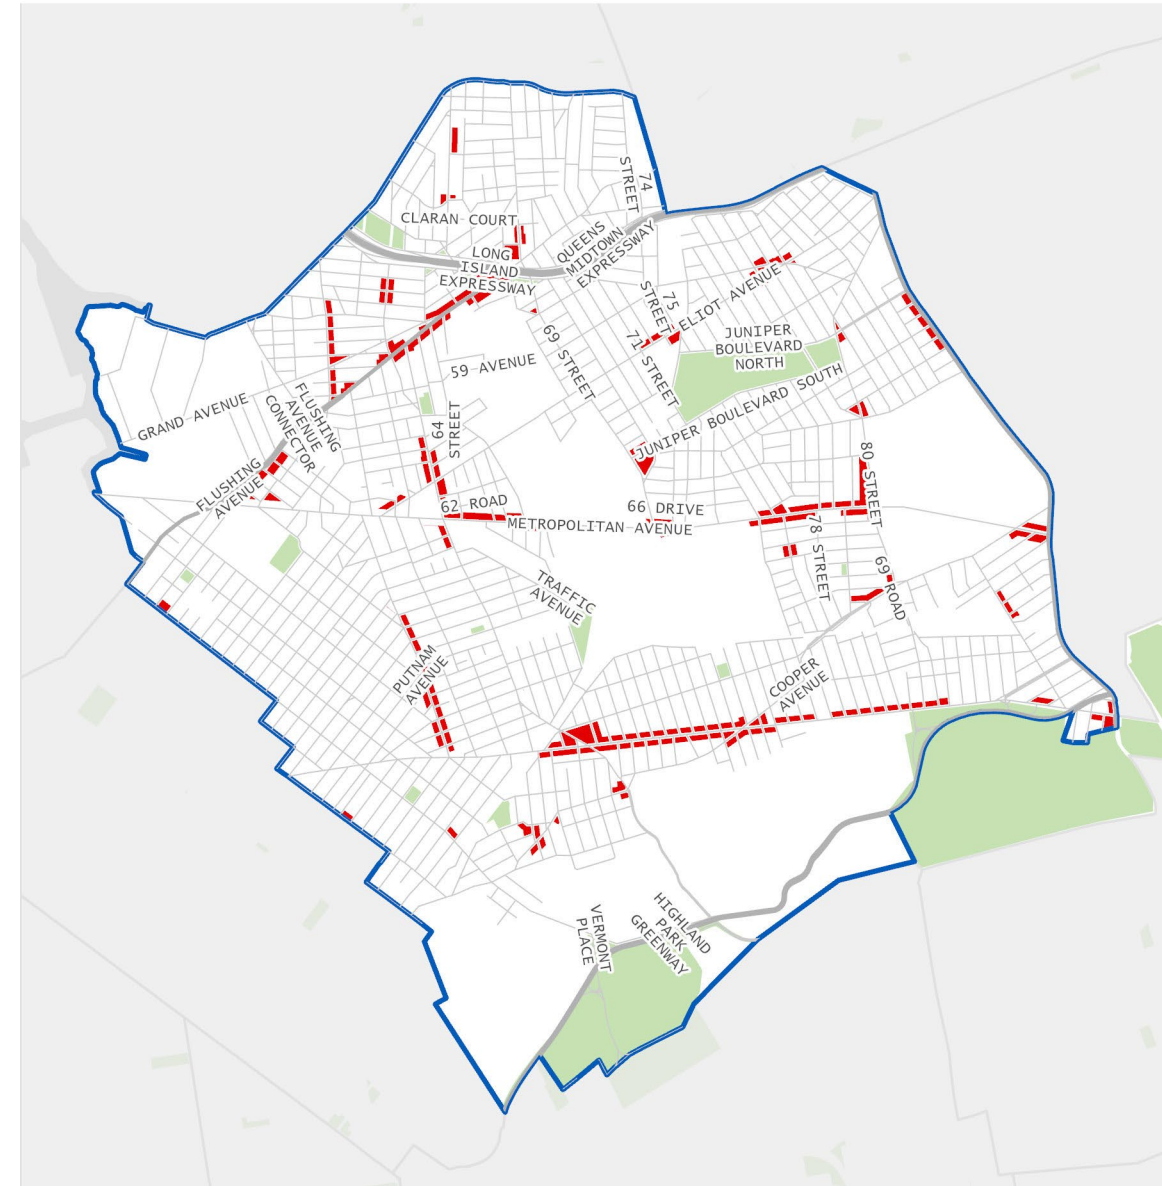 74
STREET
CLARAN COURT
QUEENS
MIDTOWN
EXPRESSWAY
LONG
ISLAND
EXPRESSWAY
75
STREET
ELIOT AVENUE
69 STREET
71 STREET
JUNIPER
BOULEVARD
NORTH
59 AVENUE
JUNIPER BOULEVARD SOUTH
GRAND AVENUE
FLUSHING
AVENUE
CONNECTOR
64
STREET
FLUSHING
AVENUE
80 STREET
62 ROAD
66 DRIVE
METROPOLITAN AVENUE
78 STREET
69 ROAD
TRAFFIC
AVENUE
PUTNAM
AVENUE
COOPER
AVENUE
VERMONT
PLACE
HIGHLAND
PARK
GREENWAY